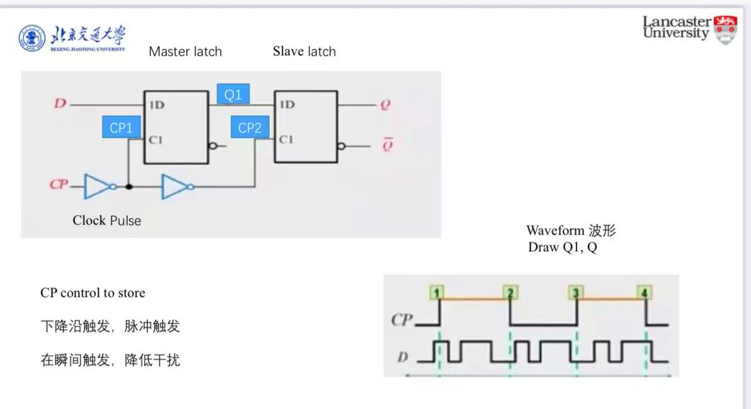 北京交通大学
BEIJING JIAOTONG UNIVERSITY
Lancaster
University
Master latch
Slave latch
D
1D
Q1
1D
Q
CP1
C1
CP2
C1
Q̅
CP
Clock Pulse
Waveform 波形
Draw Q1, Q
CP control to store
下降沿触发，脉冲触发
在瞬间触发，降低干扰
1 2 3 4
CP
D